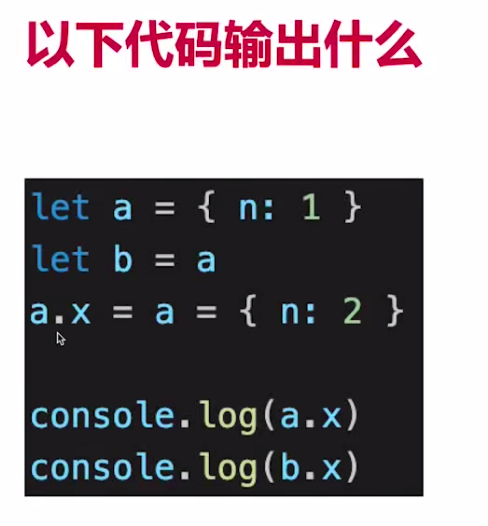 以下代码输出什么
let a = { n: 1 }
let b = a
a.x = a = { n: 2 }
console.log(a.x)
console.log(b.x)